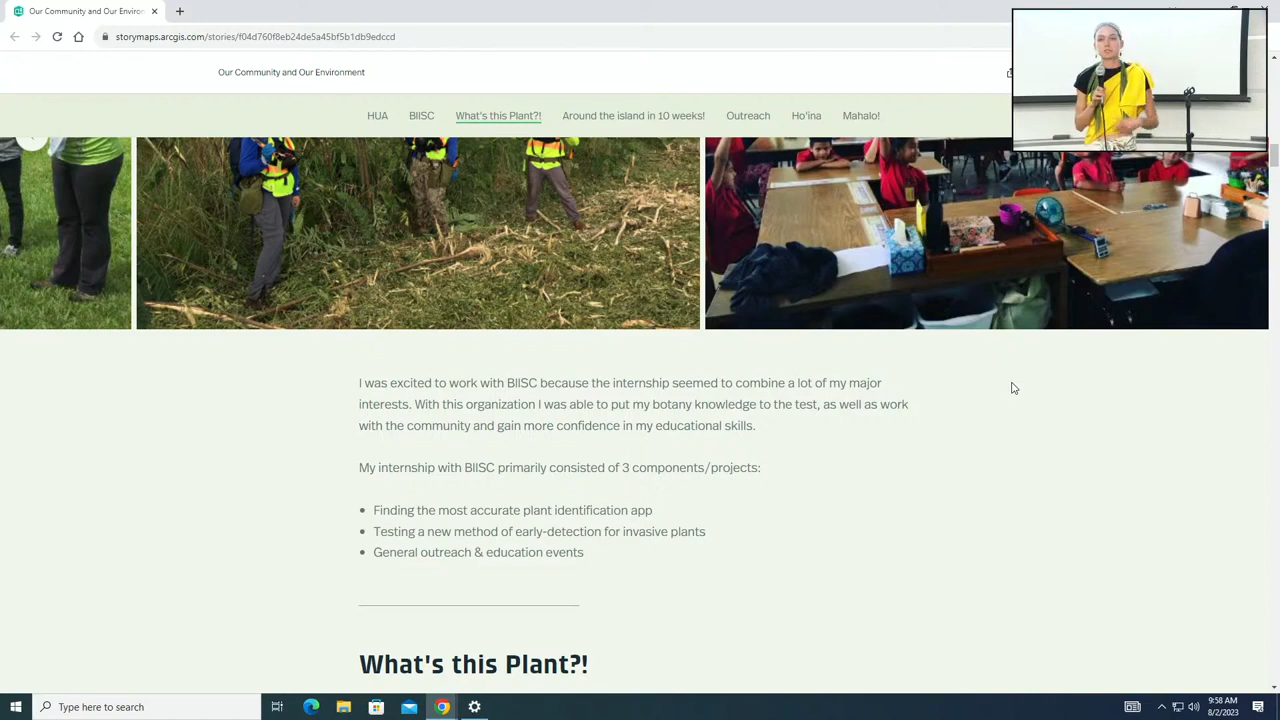 Our Community and Our Environ
storymaps.arcgis.com/stories/f04d760f8eb24de5a45bf5b1db9edccd
Our Community and Our Environment
HUA BIISC What's this Plant?! Around the island in 10 weeks! Outreach Ho'ina Mahalo!
I was excited to work with BIISC because the internship seemed to combine a lot of my major
interests. With this organization I was able to put my botany knowledge to the test, as well as work
with the community and gain more confidence in my educational skills.
My internship with BIISC primarily consisted of 3 components/projects:
• Finding the most accurate plant identification app
• Testing a new method of early-detection for invasive plants
• General outreach & education events
What's this Plant?!
Type here to search
9:58 AM
8/2/2023